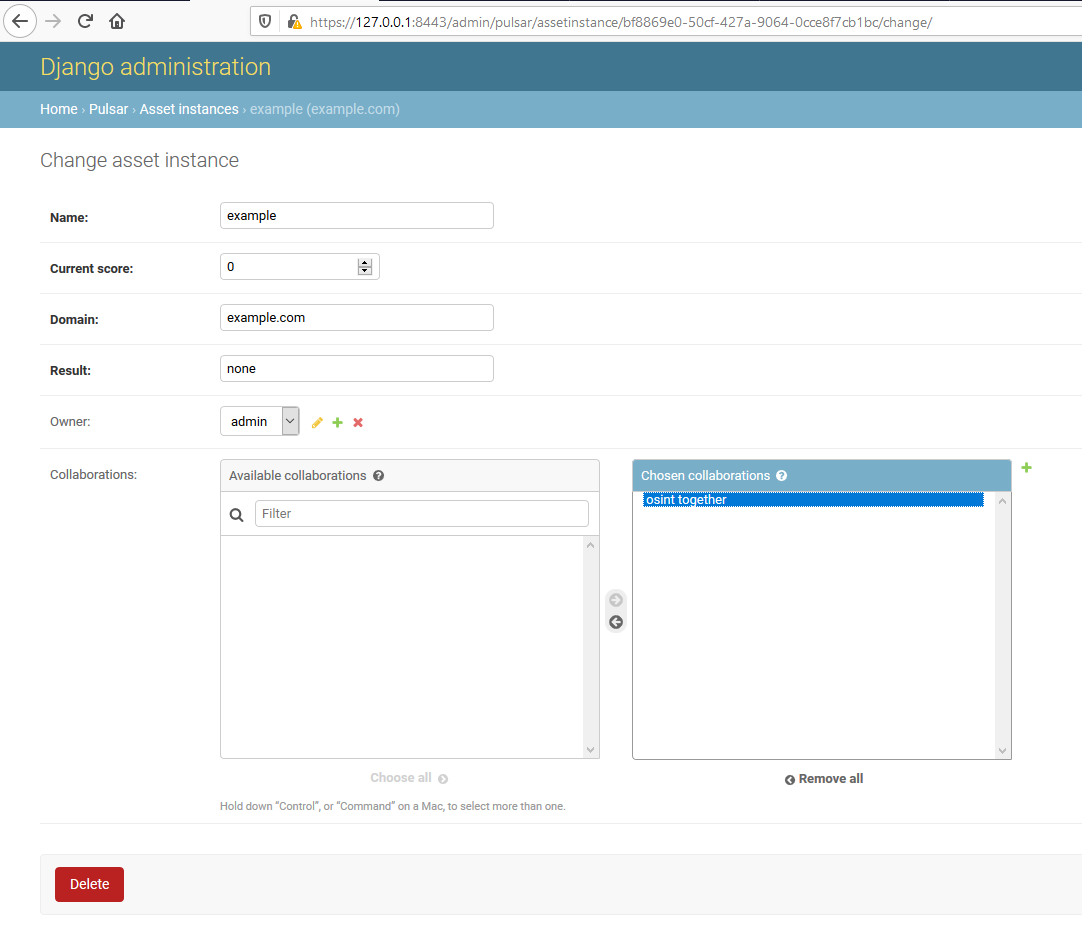 https://127.0.0.1:8443/admin/pulsar/assetinstance/bf8869e0-50cf-427a-9064-0cce8f7cb1bc/change/
Django administration
Home › Pulsar › Asset instances › example (example.com)
Change asset instance
Name: example
Current score: 0
Domain: example.com
Result: none
Owner: admin
Collaborations:
Available collaborations ?
Filter
Chosen collaborations ?
osint together
Choose all
Remove all
Hold down “Control”, or “Command” on a Mac, to select more than one.
Delete